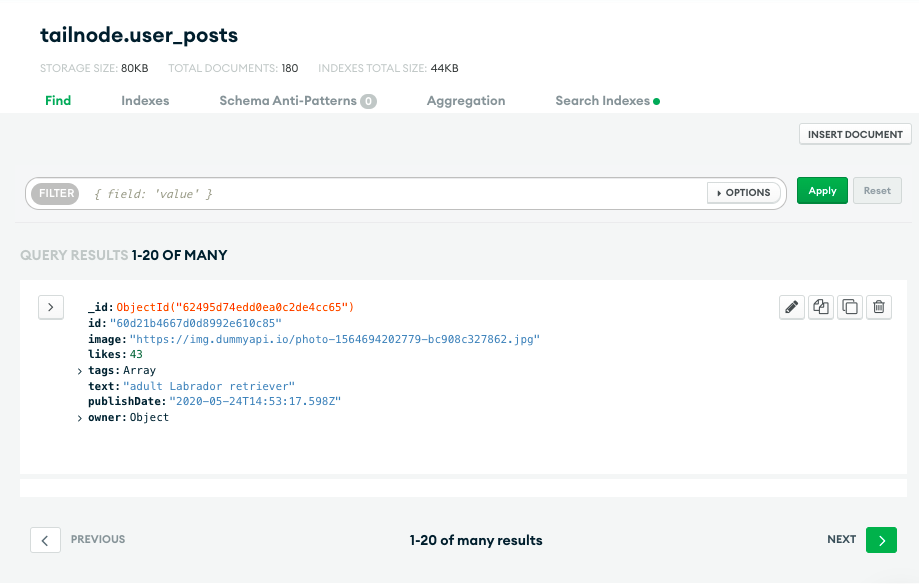 tailnode.user_posts
STORAGE SIZE: 80KB TOTAL DOCUMENTS: 180 INDEXES TOTAL SIZE: 44KB
Find Indexes Schema Anti-Patterns 0 Aggregation Search Indexes
INSERT DOCUMENT
FILTER { field: 'value' } OPTIONS Apply Reset
QUERY RESULTS 1-20 OF MANY
_id: ObjectId("62495d74edd0ea0c2de4cc65")
id: "60d21b4667d0d8992e610c85"
image: "https://img.dummyapi.io/photo-1564694202779-bc908c327862.jpg"
likes: 43
tags: Array
text: "adult Labrador retriever"
publishDate: "2020-05-24T14:53:17.598Z"
owner: Object
PREVIOUS 1-20 of many results NEXT